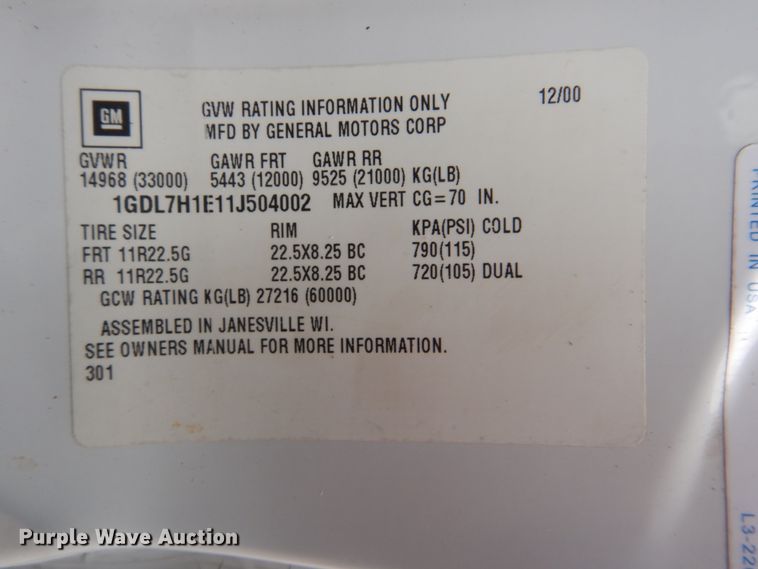 GM
GVW RATING INFORMATION ONLY 12/00
MFD BY GENERAL MOTORS CORP
GVWR GAWR FRT GAWR RR
14968 (33000) 5443 (12000) 9525 (21000) KG(LB)
1GDL7H1E11J504002 MAX VERT CG=70 IN.
TIRE SIZE RIM KPA(PSI) COLD
FRT 11R22.5G 22.5X8.25 BC 790(115)
RR 11R22.5G 22.5X8.25 BC 720(105) DUAL
GCW RATING KG(LB) 27216 (60000)
ASSEMBLED IN JANESVILLE WI.
SEE OWNERS MANUAL FOR MORE INFORMATION.
301
PRINTED IN USA
Purple Wave Auction